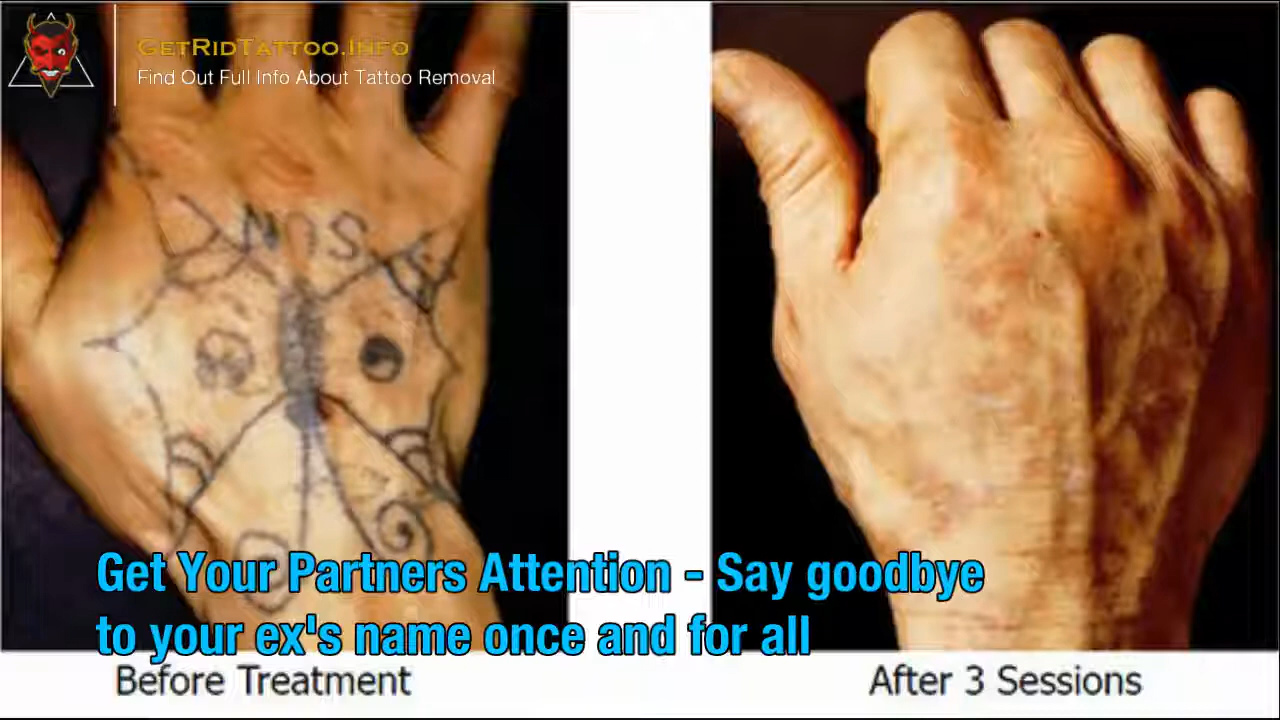 GetRidTattoo.Info
Find Out Full Info About Tattoo Removal
Get Your Partners Attention - Say goodbye
to your ex's name once and for all
Before Treatment
After 3 Sessions